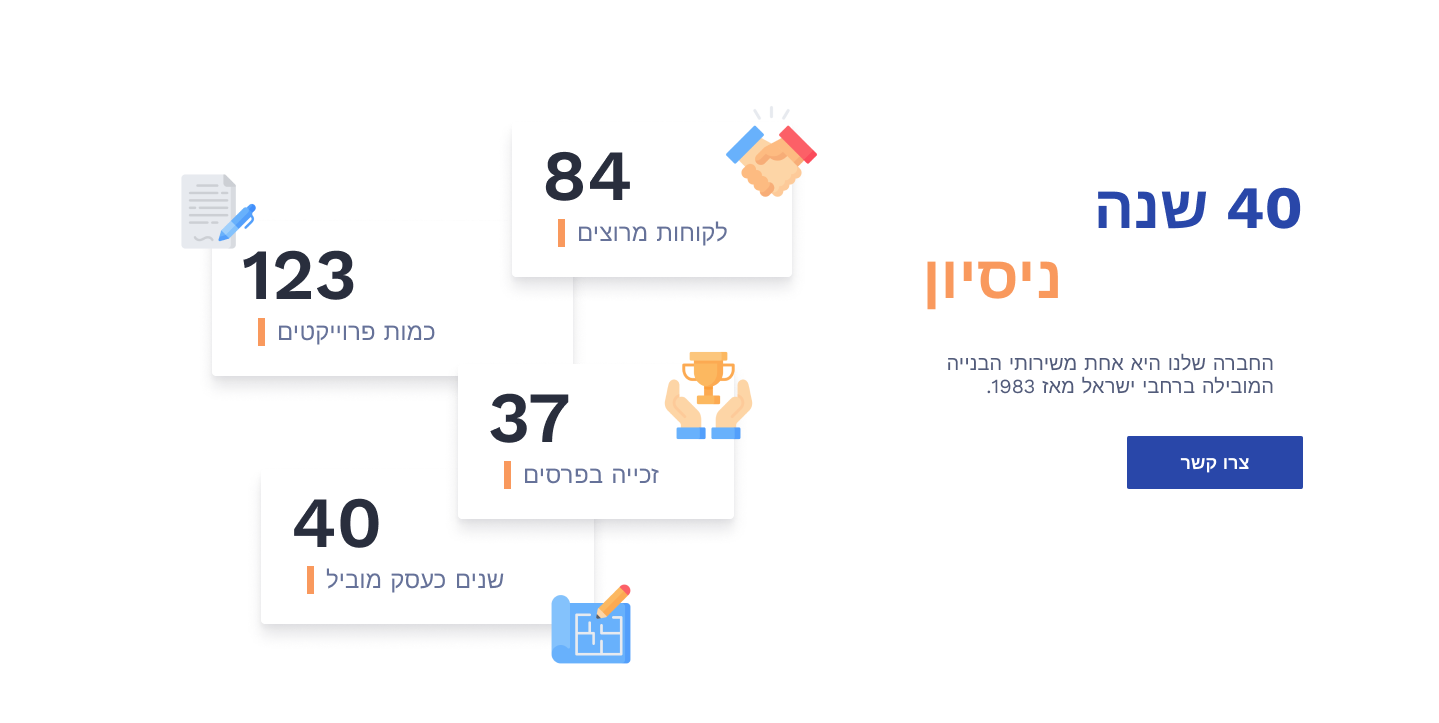 40 שנה
ניסיון
החברה שלנו היא אחת משירותי הבנייה
המובילה ברחבי ישראל מאז 1983.
צרו קשר
84
לקוחות מרוצים
123
כמות פרוייקטים
37
זכייה בפרסים
40
שנים כעסק מוביל